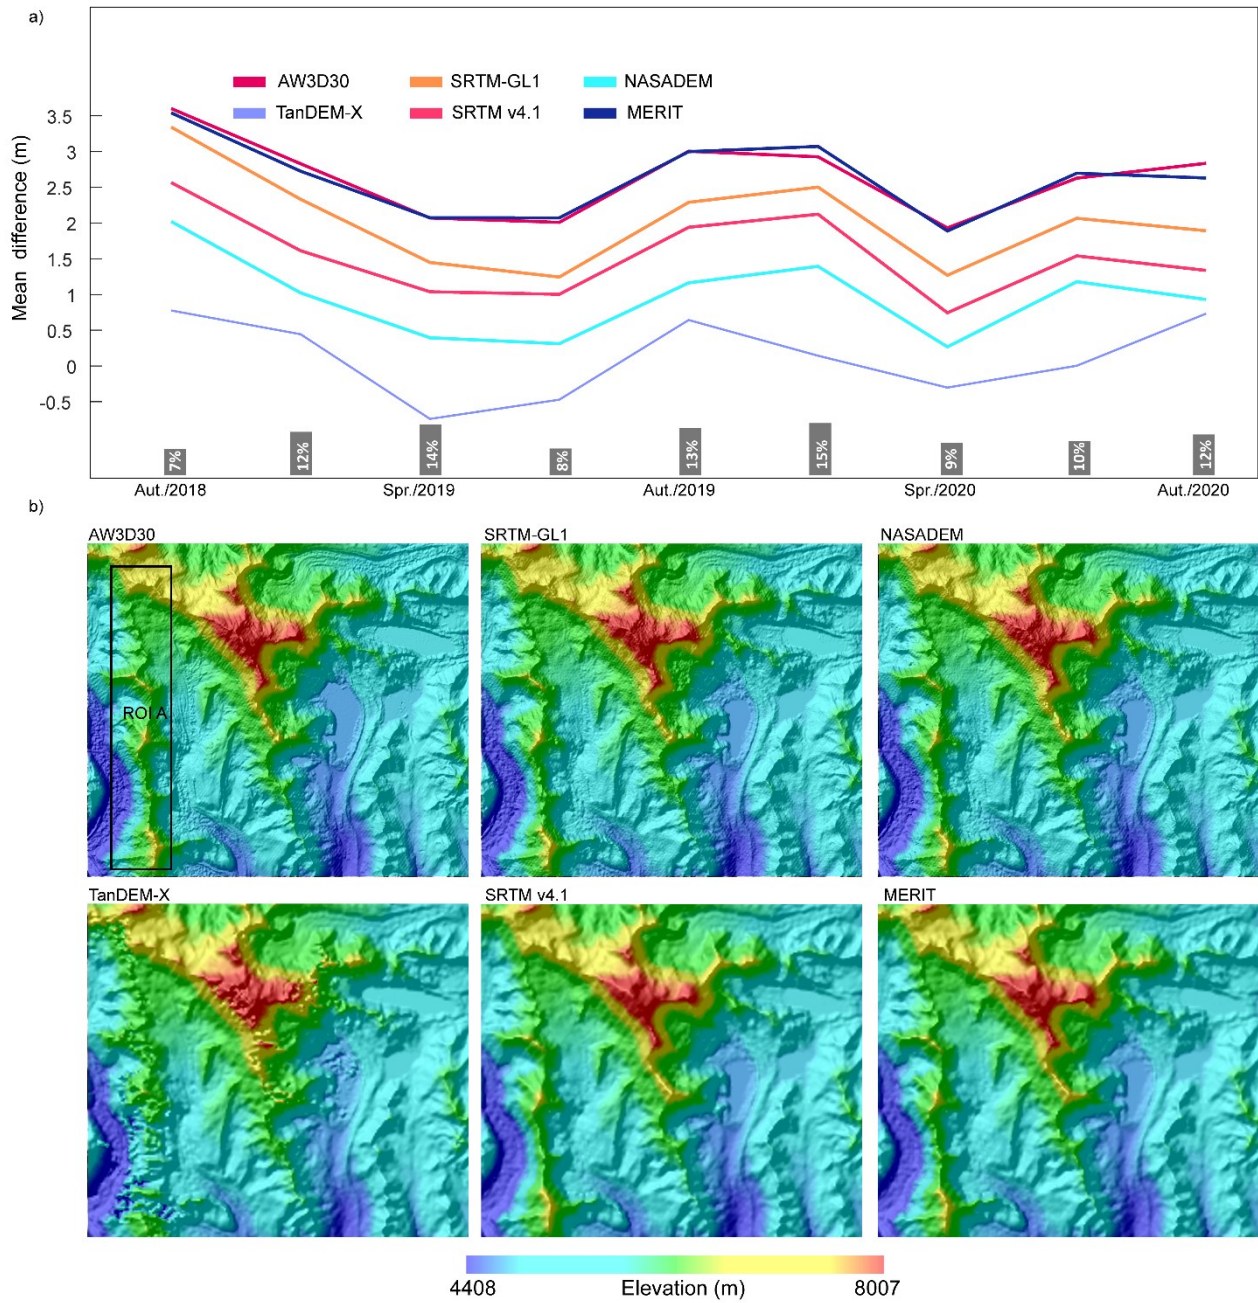 a)
AW3D30 SRTM-GL1 NASADEM
TanDEM-X SRTM v4.1 MERIT
Mean difference (m)
3.5
3
2.5
2
1.5
1
0.5
0
-0.5
7% 12% 14% 8% 13% 15% 9% 10% 12%
Aut./2018 Spr./2019 Aut./2019 Spr./2020 Aut./2020
b)
AW3D30 SRTM-GL1 NASADEM
ROI A
TanDEM-X SRTM v4.1 MERIT
4408 Elevation (m) 8007